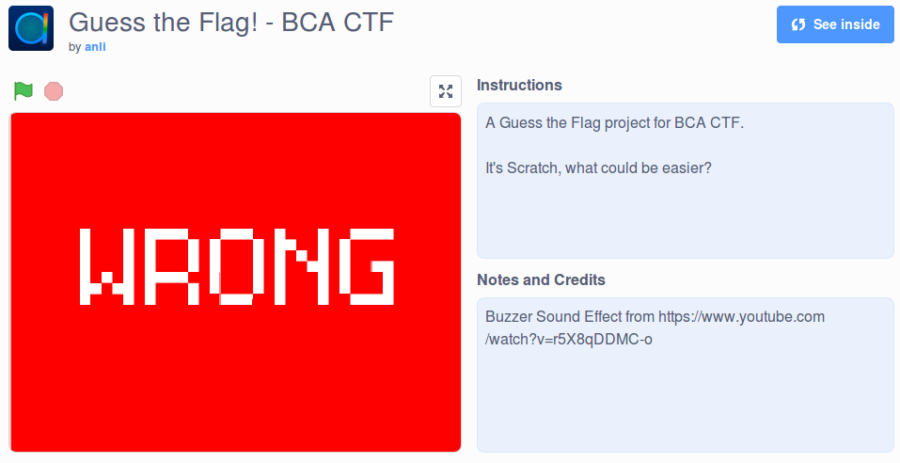 Guess the Flag! - BCA CTF
by anli
See inside
WRONG
Instructions
A Guess the Flag project for BCA CTF.
It's Scratch, what could be easier?
Notes and Credits
Buzzer Sound Effect from https://www.youtube.com
/watch?v=r5X8qDDMC-o